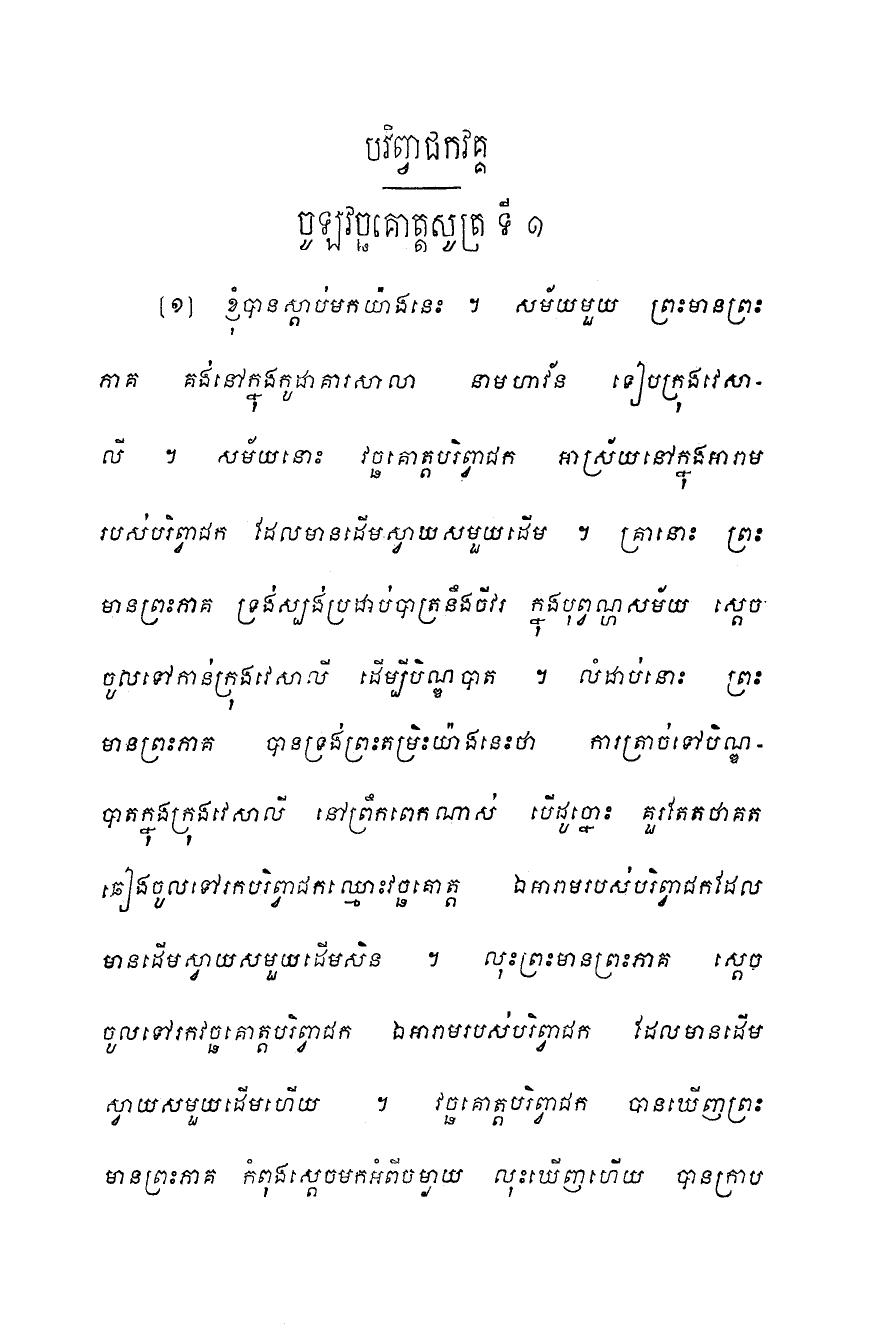 បរិព្វាជកវគ្គ
ចូឡវច្ឆគោត្តសូត្រ ទី ១
[១] ខ្ញុំបានស្តាប់មកយ៉ាងនេះ ។ សម័យមួយ ព្រះមានព្រះ
ភាគ គង់នៅក្នុងកូដាគារសាលា នាមហាវ័ន ទៀបក្រុងវេសា-
លី ។ សម័យនោះ វច្ឆគោត្តបរិព្វាជក អាស្រ័យនៅក្នុងអារាម
របស់បរិព្វាជក ដែលមានដើមស្វាយសមួយដើម ។ គ្រានោះ ព្រះ
មានព្រះភាគ ទ្រង់ស្បង់ប្រដាប់បាត្រនឹងចីវរ ក្នុងបុព្វណ្ហសម័យ ស្តេច
ចូលទៅកាន់ក្រុងវេសាលី ដើម្បីបិណ្ឌបាត ។ លំដាប់នោះ ព្រះ
មានព្រះភាគ បានទ្រង់ព្រះតម្រិះយ៉ាងនេះថា ការត្រាច់ទៅបិណ្ឌ-
បាតក្នុងក្រុងវេសាលី នៅព្រឹកពេកណាស់ បើដូច្នោះ គួរតែតថាគត
ឆៀងចូលទៅរកបរិព្វាជកឈ្មោះវច្ឆគោត្ត ឯអារាមរបស់បរិព្វាជកដែល
មានដើមស្វាយសមួយដើមសិន ។ លុះព្រះមានព្រះភាគ ស្តេច
ចូលទៅរកវច្ឆគោត្តបរិព្វាជក ឯអារាមរបស់បរិព្វាជក ដែលមានដើម
ស្វាយសមួយដើមហើយ ។ វច្ឆគោត្តបរិព្វាជក បានឃើញព្រះ
មានព្រះភាគ កំពុងស្តេចមកអំពីចម្ងាយ លុះឃើញហើយ បានក្រាប